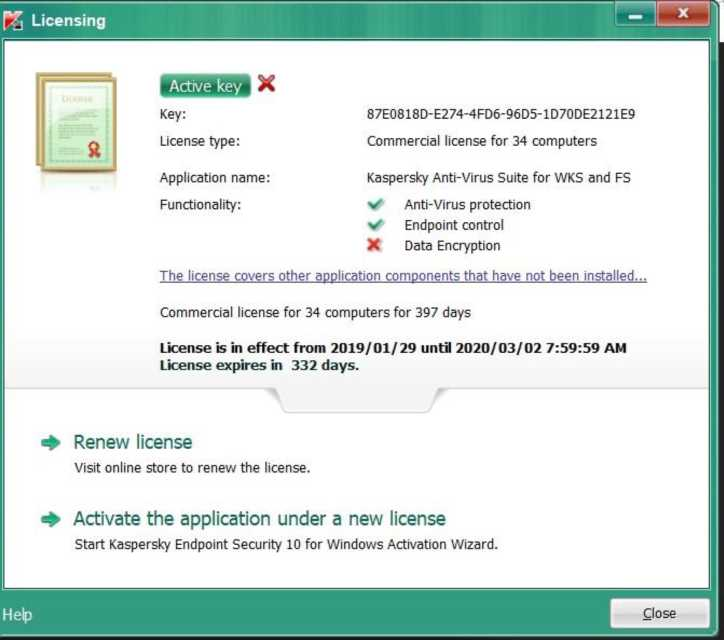 Licensing
License
Active key
Key: 87E0818D-E274-4FD6-96D5-1D70DE2121E9
License type: Commercial license for 34 computers
Application name: Kaspersky Anti-Virus Suite for WKS and FS
Functionality: Anti-Virus protection
Endpoint control
Data Encryption
The license covers other application components that have not been installed...
Commercial license for 34 computers for 397 days
License is in effect from 2019/01/29 until 2020/03/02 7:59:59 AM
License expires in 332 days.
Renew license
Visit online store to renew the license.
Activate the application under a new license
Start Kaspersky Endpoint Security 10 for Windows Activation Wizard.
Help
Close